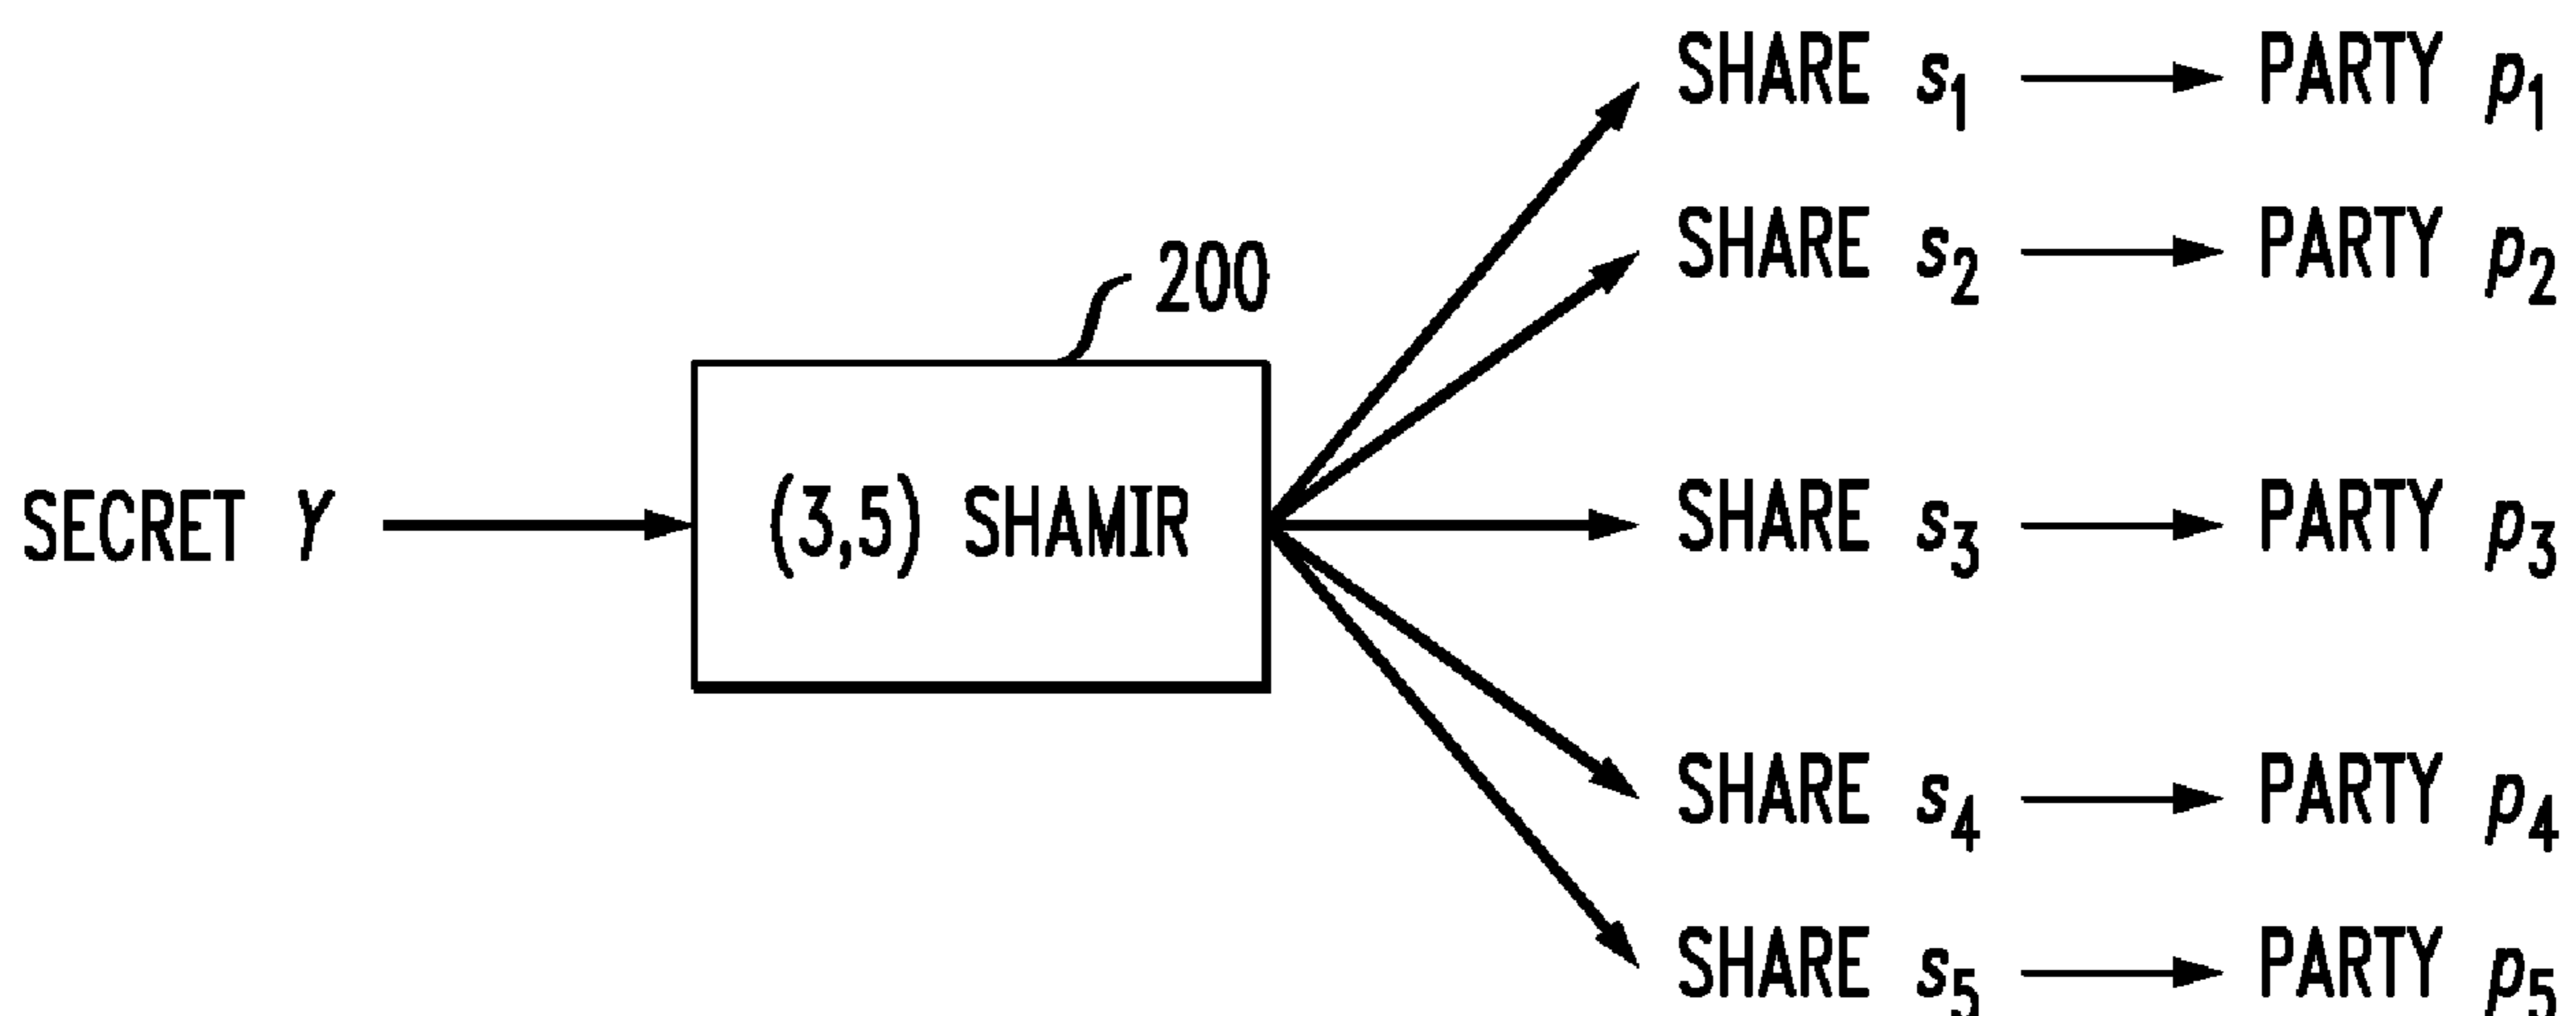 SHARE s1 PARTY p1
SHARE s2 PARTY p2
200
SECRET Y (3,5) SHAMIR SHARE s3 PARTY p3
SHARE s4 PARTY p4
SHARE s5 PARTY p5